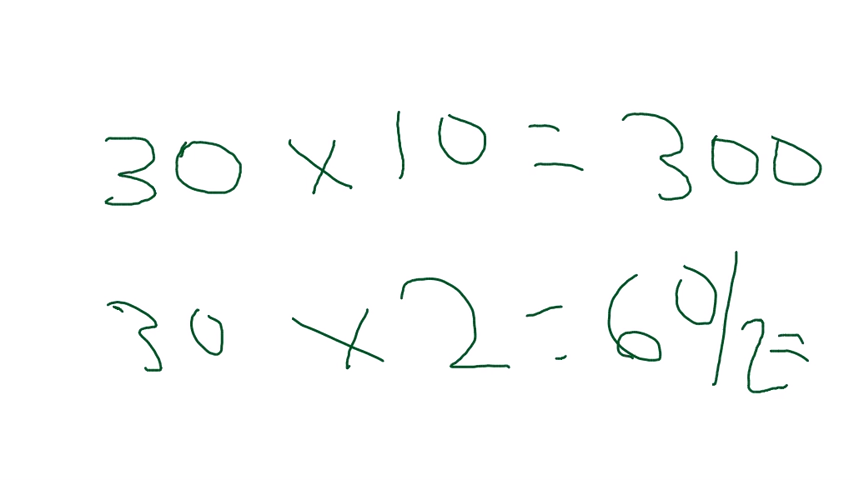 30 x 10 = 300
30 x 2 = 60/2=